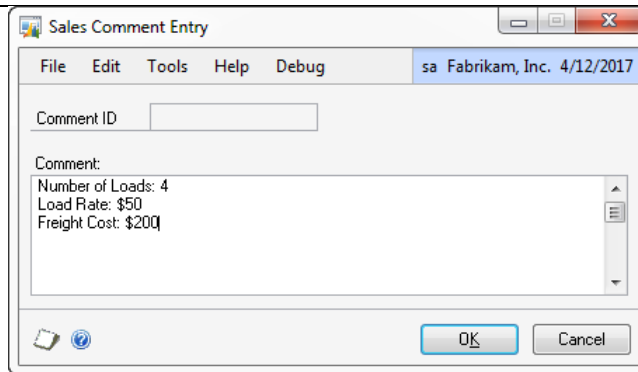 Sales Comment Entry
File Edit Tools Help Debug sa Fabrikam, Inc. 4/12/2017
Comment ID
Comment:
Number of Loads: 4
Load Rate: $50
Freight Cost: $200
OK Cancel